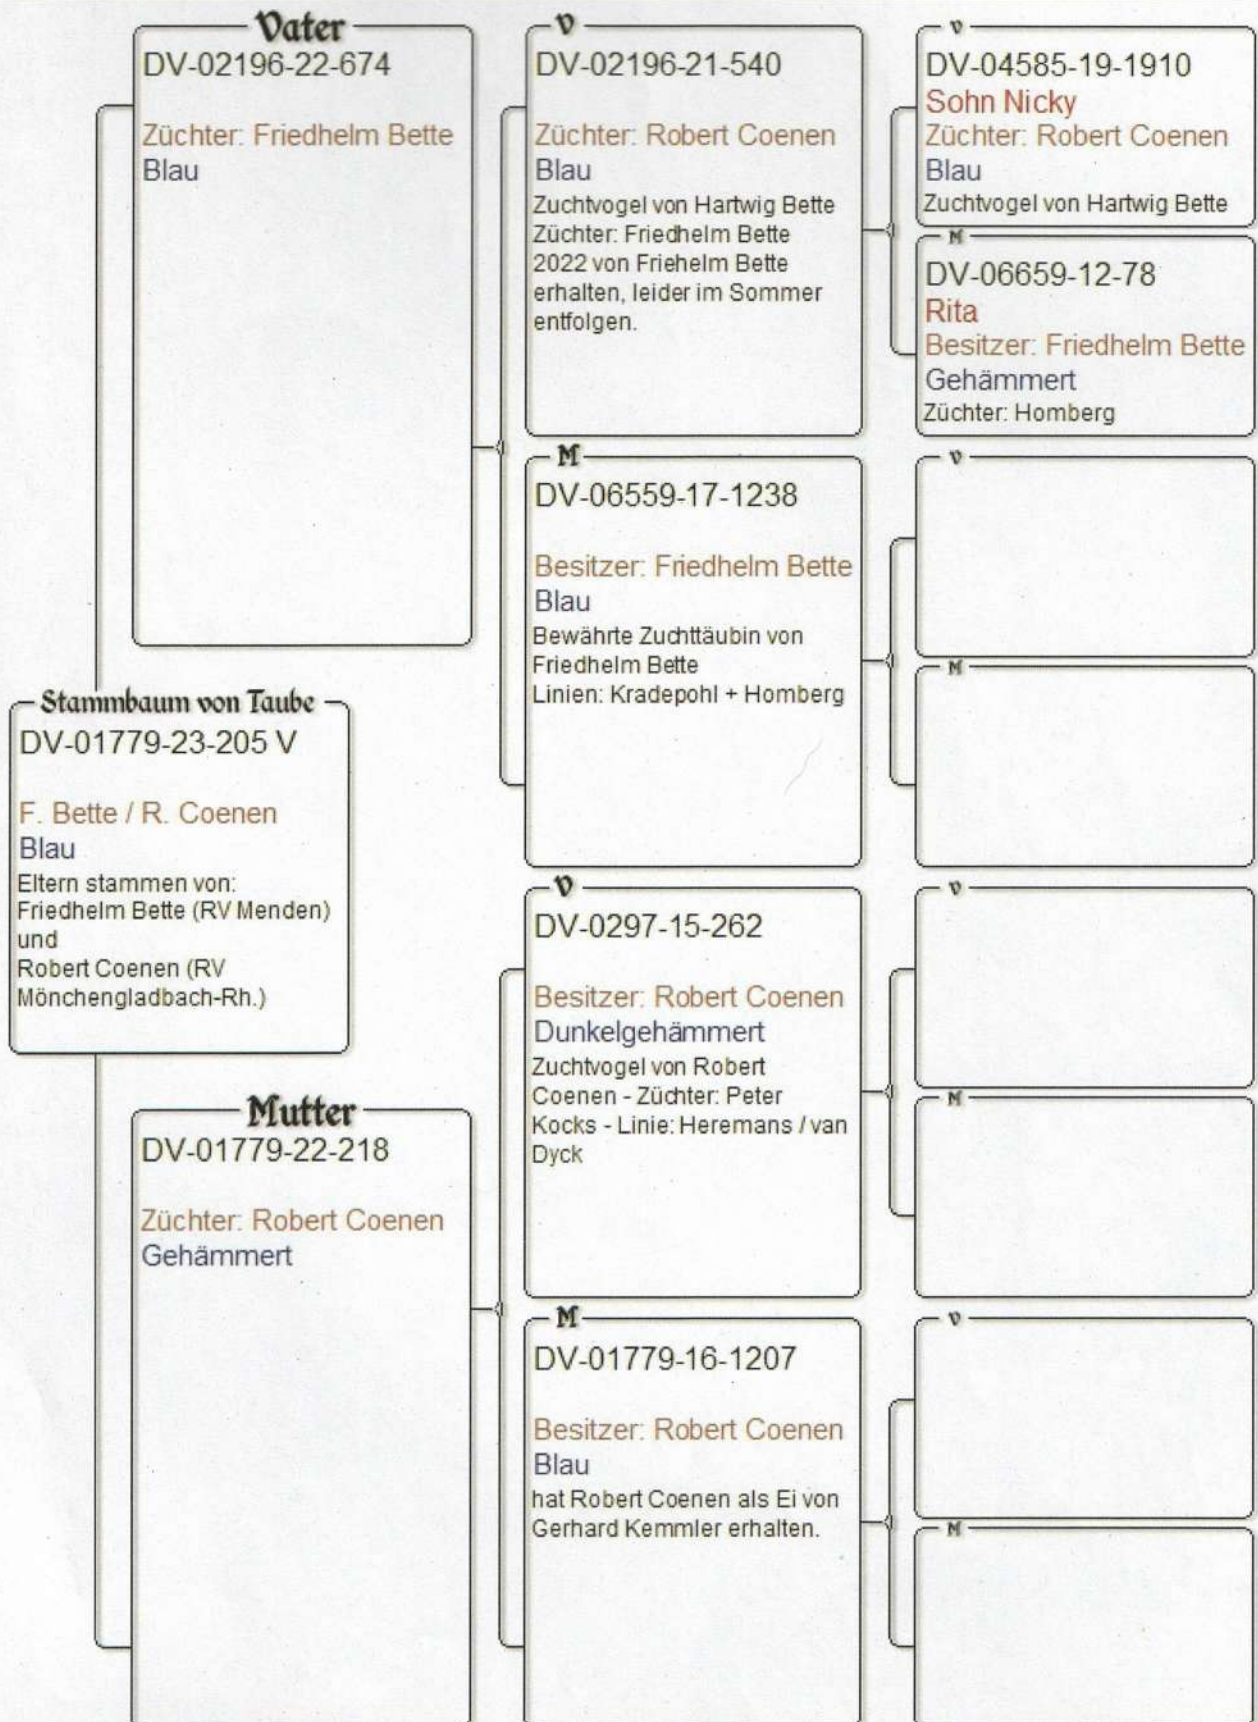 Vater
DV-02196-22-674
Züchter: Friedhelm Bette
Blau
V
DV-02196-21-540
Züchter: Robert Coenen
Blau
Zuchtvogel von Hartwig Bette
Züchter: Friedhelm Bette
2022 von Friehelm Bette
erhalten, leider im Sommer
entfolgen.
V
DV-04585-19-1910
Sohn Nicky
Züchter: Robert Coenen
Blau
Zuchtvogel von Hartwig Bette
M
DV-06659-12-78
Rita
Besitzer: Friedhelm Bette
Gehämmert
Züchter: Homberg
M
DV-06559-17-1238
Besitzer: Friedhelm Bette
Blau
Bewährte Zuchttäubin von
Friedhelm Bette
Linien: Kradepohl + Homberg
V
M
Stammbaum von Taube
DV-01779-23-205 V
F. Bette / R. Coenen
Blau
Eltern stammen von:
Friedhelm Bette (RV Menden)
und
Robert Coenen (RV
Mönchengladbach-Rh.)
Mutter
DV-01779-22-218
Züchter: Robert Coenen
Gehämmert
V
DV-0297-15-262
Besitzer: Robert Coenen
Dunkelgehämmert
Zuchtvogel von Robert
Coenen - Züchter: Peter
Kocks - Linie: Heremans / van
Dyck
V
M
M
DV-01779-16-1207
Besitzer: Robert Coenen
Blau
hat Robert Coenen als Ei von
Gerhard Kemmler erhalten.
V
M